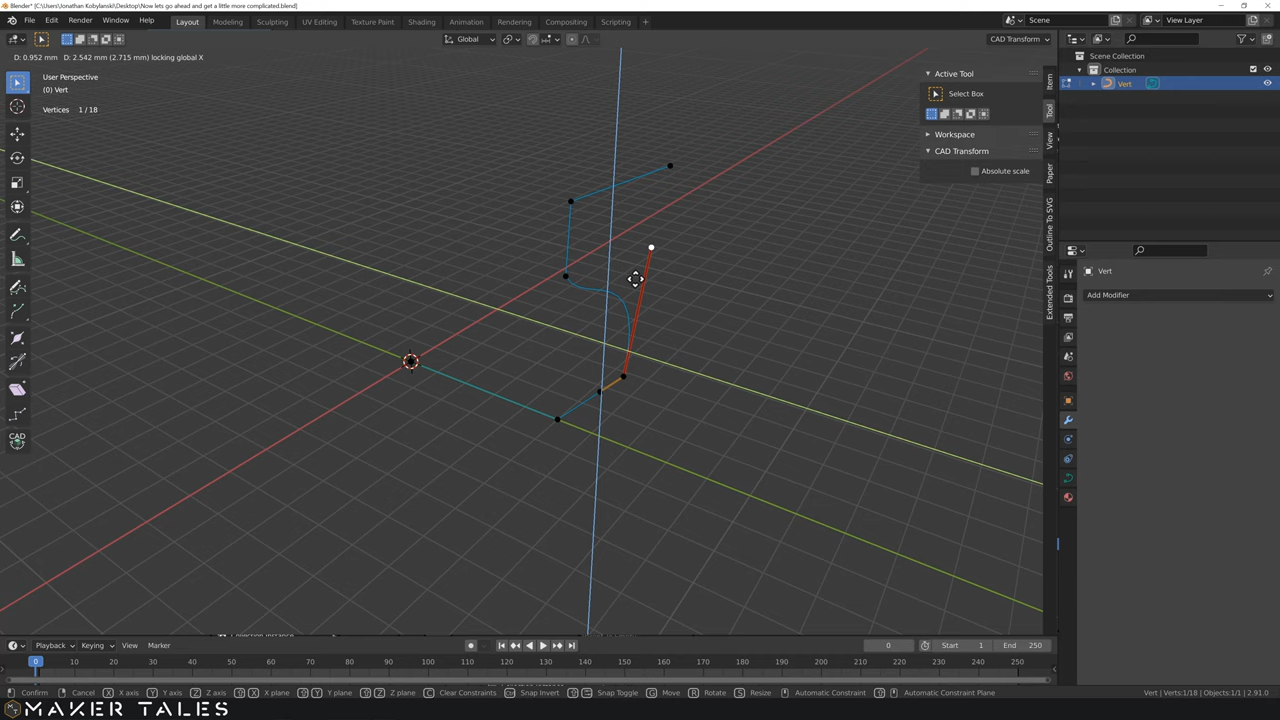 Blender* [C:\Users\Jonathan Kobylanski\Desktop\Now lets go ahead and get a little more complicated.blend]
File Edit Render Window Help Layout Modeling Sculpting UV Editing Texture Paint Shading Animation Rendering Compositing Scripting Scene View Layer
Global CAD Transform
D: 0.952 mm D: 2.542 mm (2.715 mm) locking global X
User Perspective
(0) Vert
Vertices 1 / 18
Active Tool
Select Box
Workspace
CAD Transform
Absolute scale
Item
Tool
View
Paper
Outline To SVG
Extended Tools
CAD
Scene Collection
Collection
Vert
Vert
Add Modifier
Playback Keying View Marker 0 Start 1 End 250
0 10 20 30 40 50 60 70 80 90 100 110 120 130 140 150 160 170 180 190 200 210 220 230 240 250
Confirm Cancel X X axis Y Y axis Z Z axis X X plane Y Y plane Z Z plane C Clear Constraints Snap Invert Snap Toggle G Move R Rotate S Resize Automatic Constraint Automatic Constraint Plane Vert | Verts:1/18 | Objects:1/1 | 2.91.0
MAKER TALES